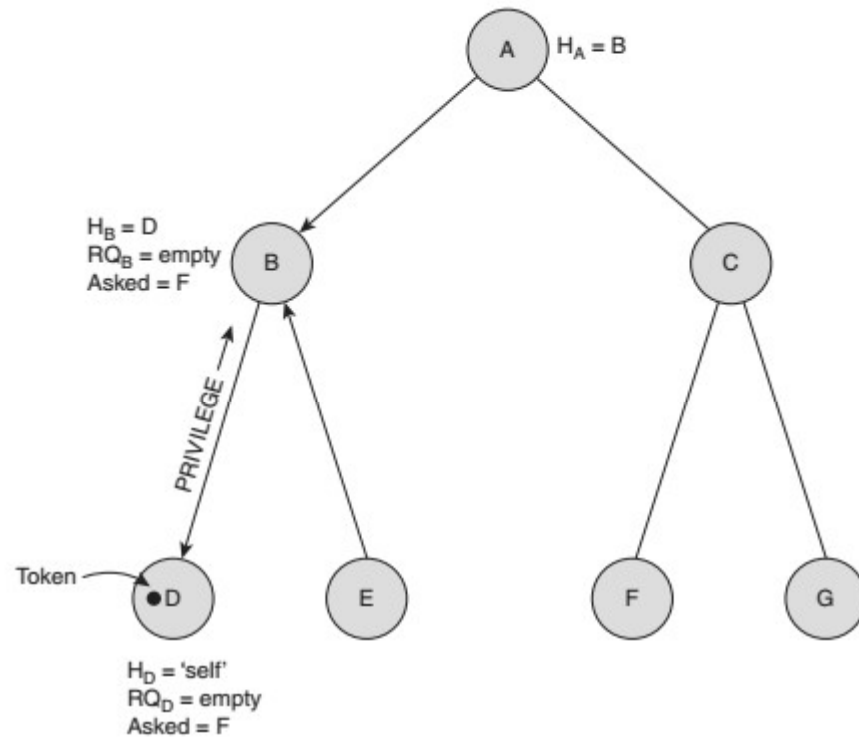 A
H_A = B
H_B = D
RQ_B = empty
Asked = F
B
C
PRIVILEGE
Token
D
E
F
G
H_D = ‘self’
RQ_D = empty
Asked = F